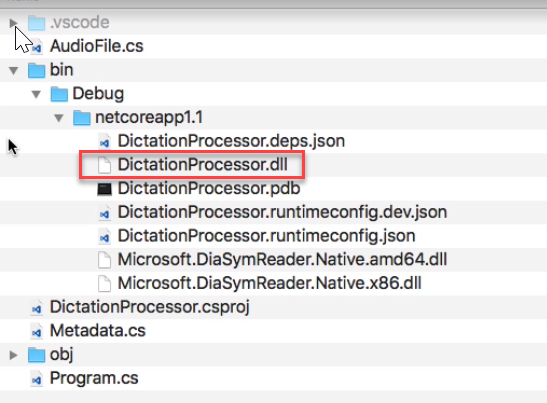 .vscode
AudioFile.cs
bin
Debug
netcoreapp1.1
DictationProcessor.deps.json
DictationProcessor.dll
DictationProcessor.pdb
DictationProcessor.runtimeconfig.dev.json
DictationProcessor.runtimeconfig.json
Microsoft.DiaSymReader.Native.amd64.dll
Microsoft.DiaSymReader.Native.x86.dll
DictationProcessor.csproj
Metadata.cs
obj
Program.cs